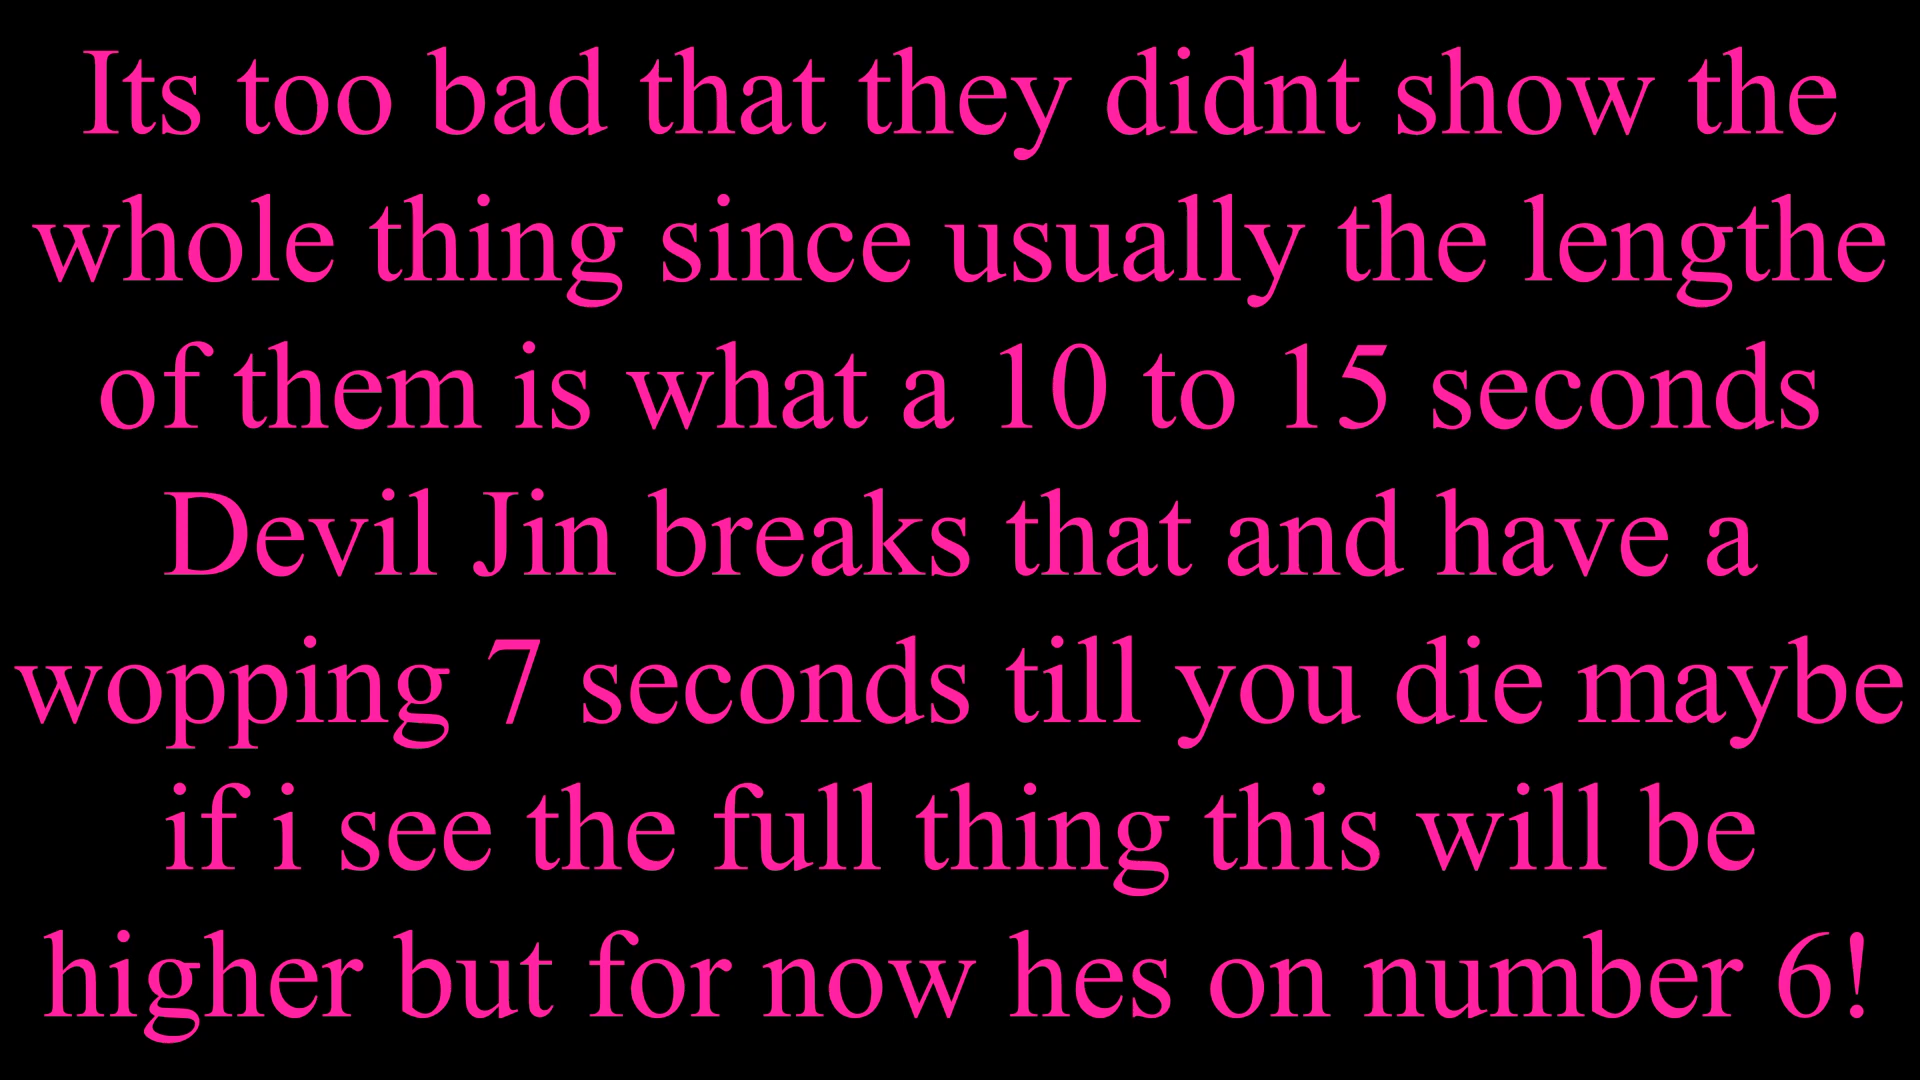 Its too bad that they didnt show the
whole thing since usually the lengthe
of them is what a 10 to 15 seconds
Devil Jin breaks that and have a
wopping 7 seconds till you die maybe
if i see the full thing this will be
higher but for now hes on number 6!